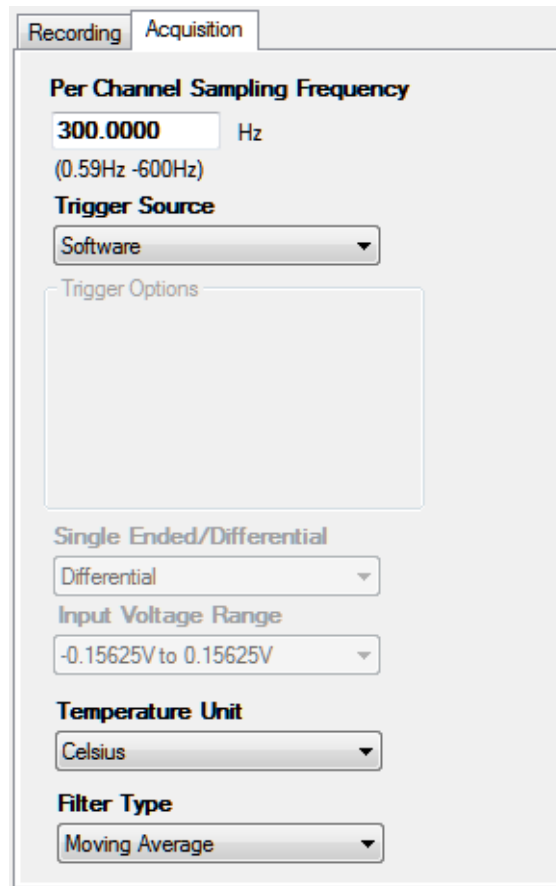 Recording Acquisition
Per Channel Sampling Frequency
300.0000 Hz
(0.59Hz -600Hz)
Trigger Source
Software
Trigger Options
Single Ended/Differential
Differential
Input Voltage Range
-0.15625V to 0.15625V
Temperature Unit
Celsius
Filter Type
Moving Average